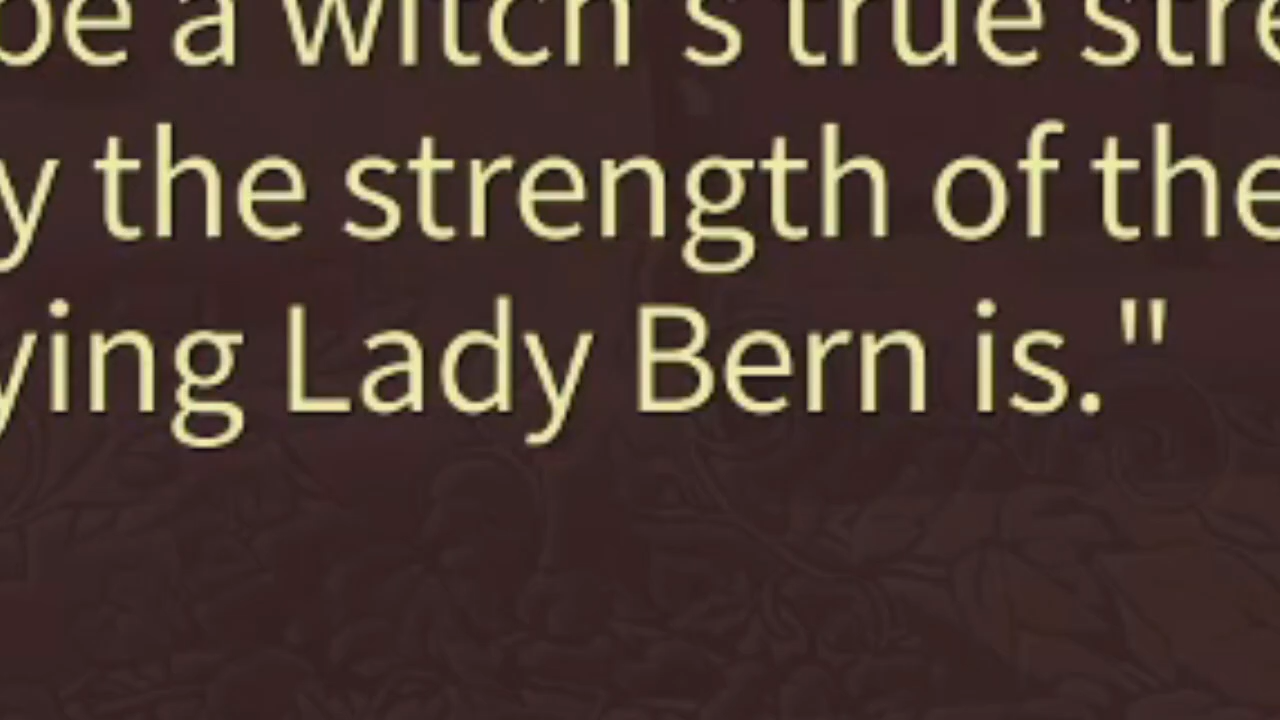 be a witch's true stre
y the strength of the
ying Lady Bern is."